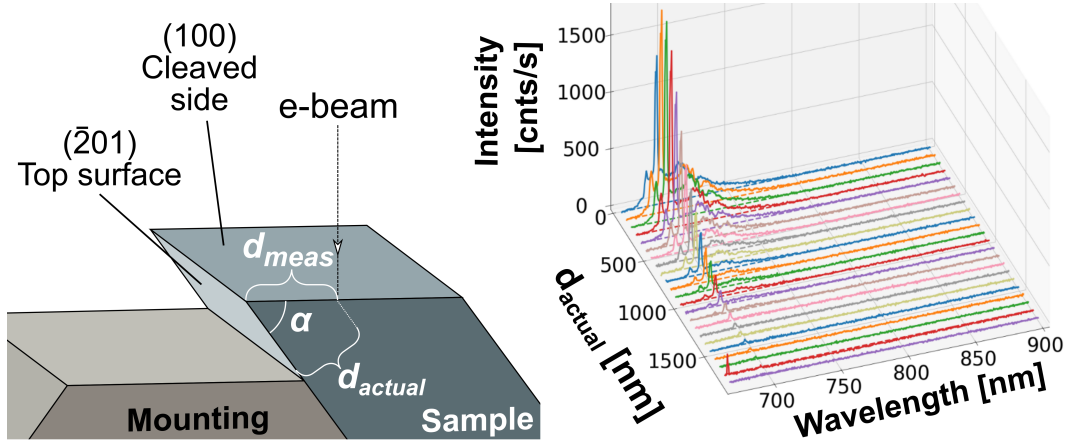 (100)
Cleaved
side
e-beam
(2̄01)
Top surface
d_meas
α
d_actual
Mounting
Sample
Intensity
[cnts/s]
1500
1000
500
0
0
500
1000
1500
d_actual [nm]
700
750
800
850
900
Wavelength [nm]